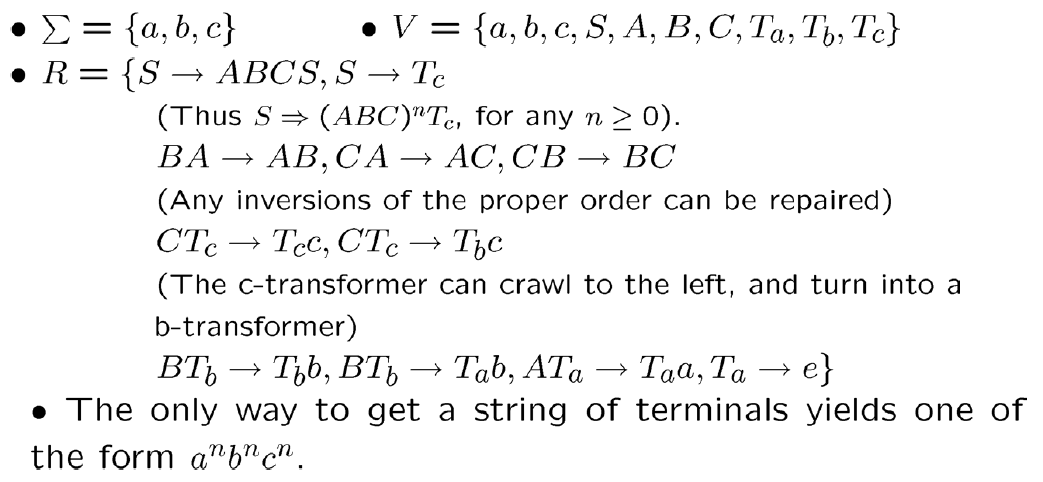 • Σ = {a, b, c} • V = {a, b, c, S, A, B, C, T_a, T_b, T_c}
• R = {S → ABCS, S → T_c
(Thus S ⇒ (ABC)^n T_c, for any n ≥ 0).
BA → AB, CA → AC, CB → BC
(Any inversions of the proper order can be repaired)
CT_c → T_c c, CT_c → T_b c
(The c-transformer can crawl to the left, and turn into a
b-transformer)
BT_b → T_b b, BT_b → T_a b, AT_a → T_a a, T_a → e}
• The only way to get a string of terminals yields one of
the form a^n b^n c^n.